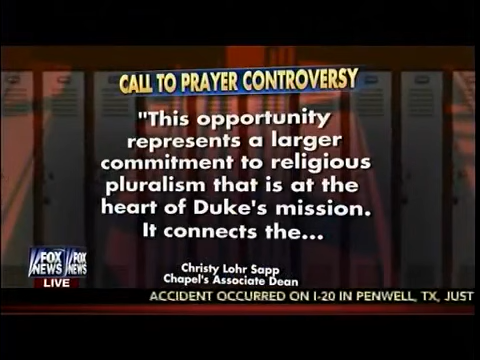 CALL TO PRAYER CONTROVERSY
"This opportunity
represents a larger
commitment to religious
pluralism that is at the
heart of Duke's mission.
It connects the...
Christy Lohr Sapp
Chapel's Associate Dean
FOX NEWS FOX NEWS
LIVE
ACCIDENT OCCURRED ON I-20 IN PENWELL, TX, JUST